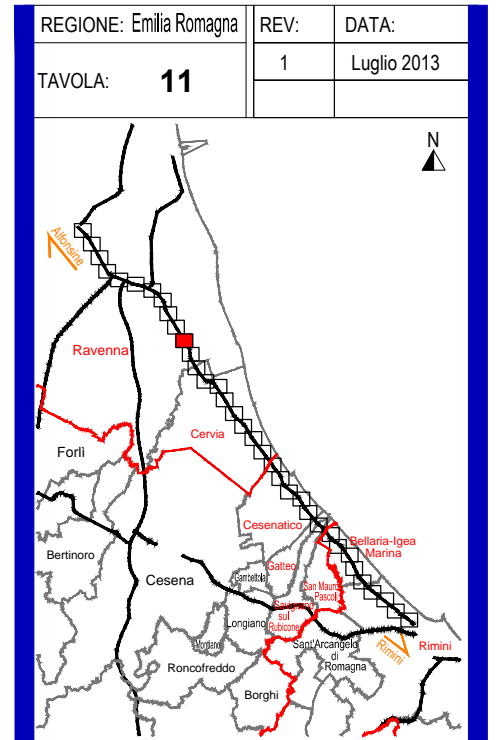 REGIONE: Emilia Romagna
REV:
DATA:
TAVOLA: 11
1
Luglio 2013
N
Alfonsine
Ravenna
Cervia
Forlì
Cesenatico
Bellaria-Igea
Marina
Bertinoro
Cesena
Gatteo
Gambettola
San Mauro
Pascoli
Savignano
sul
Rubicone
Longiano
Montiano
Sant'Arcangelo
di
Romagna
Rimini
Rimini
Roncofreddo
Borghi